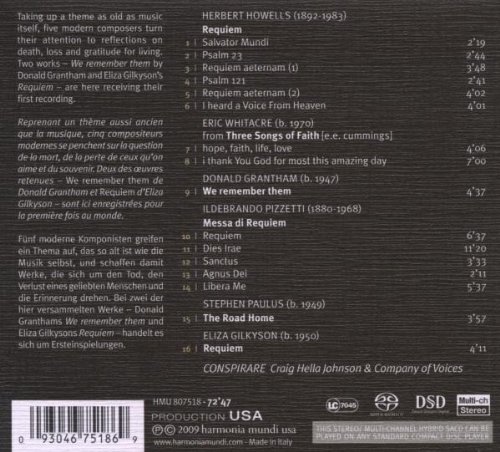 Taking up a theme as old as music
itself, five modern composers turn
their attention to reflections on
death, loss and gratitude for living.
Two works – We remember them by
Donald Grantham and Eliza Gilkyson's
Requiem – are here receiving their
first recording.
Reprenant un thème aussi ancien
que la musique, cinq compositeurs
modernes se penchent sur la question
de la mort, de la perte de ceux qu'on
aime et du souvenir. Deux des œuvres
retenues – We remember them de
Donald Grantham et Requiem d'Eliza
Gilkyson – sont ici enregistrées pour
la première fois au monde.
Fünf moderne Komponisten greifen
ein Thema auf, das so alt ist wie die
Musik selbst, und schaffen damit
Werke, die sich um den Tod, den
Verlust eines geliebten Menschen und
die Erinnerung drehen. Bei zwei der
hier versammelten Werke – Donald
Granthams We remember them und
Eliza Gilkysons Requiem – handelt es
sich um Ersteinspielungen.
HERBERT HOWELLS (1892-1983)
Requiem
1 | Salvator Mundi 2'19
2 | Psalm 23 2'44
3 | Requiem aeternam (1) 3'48
4 | Psalm 121 2'41
5 | Requiem aeternam (2) 4'02
6 | I heard a Voice From Heaven 4'01
ERIC WHITACRE (b. 1970)
from Three Songs of Faith [e.e. cummings]
7 | hope, faith, life, love 4'06
8 | i thank You God for most this amazing day 7'00
DONALD GRANTHAM (b. 1947)
9 | We remember them 4'37
ILDEBRANDO PIZZETTI (1880-1968)
Messa di Requiem
10 | Requiem 6'37
11 | Dies Irae 11'20
12 | Sanctus 3'33
13 | Agnus Dei 2'11
14 | Libera Me 5'37
STEPHEN PAULUS (b. 1949)
15 | The Road Home 3'57
ELIZA GILKYSON (b. 1950)
16 | Requiem 4'11
CONSPIRARE Craig Hella Johnson & Company of Voices
0 93046 75186 9
HMU 807518 - 72'47
PRODUCTION USA
© ℗ 2009 harmonia mundi usa
www.harmoniamundi.com - Made in Italy
LC 7045
DSD
Multi-ch
Stereo
THIS STEREO/MULTI-CHANNEL HYBRID SACD CAN BE
PLAYED ON ANY STANDARD COMPACT DISC PLAYER